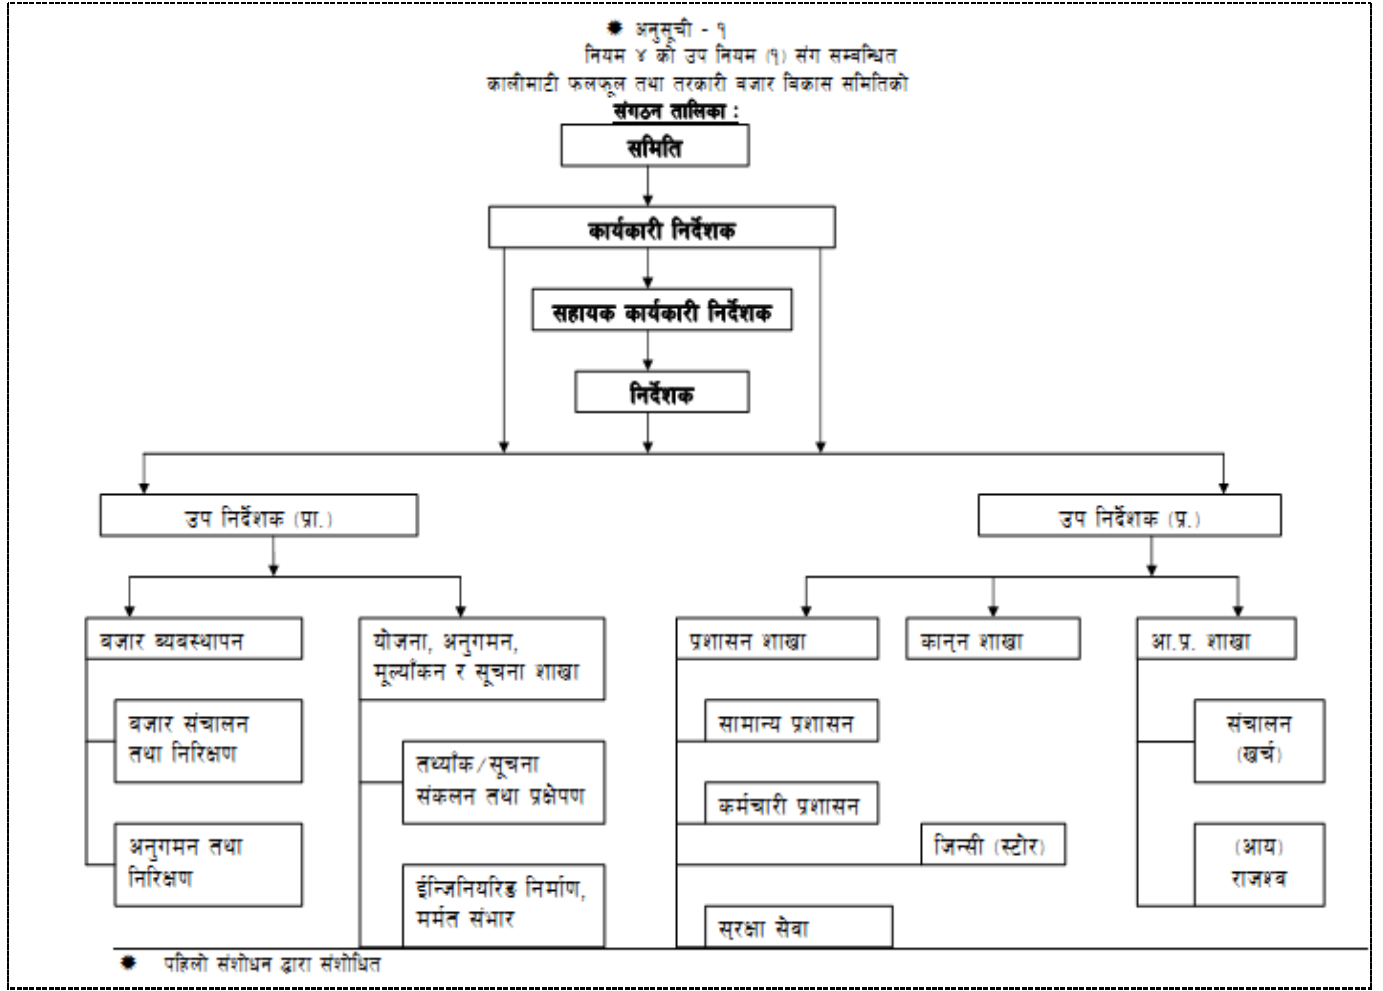 ✹ अनुसूची - १
नियम ४ को उप नियम (१) संग सम्बन्धित
कालीमाटी फलफूल तथा तरकारी बजार बिकास समितिको
संगठन तालिका :
समिति
कार्यकारी निर्देशक
सहायक कार्यकारी निर्देशक
निर्देशक
उप निर्देशक (प्रा.)
उप निर्देशक (प्र.)
बजार ब्यबस्थापन
योजना, अनुगमन,
मूल्याँकन र सूचना शाखा
प्रशासन शाखा
कानून शाखा
आ.प्र. शाखा
बजार संचालन
तथा निरिक्षण
तथ्याँक/सूचना
संकलन तथा प्रक्षेपण
सामान्य प्रशासन
संचालन
(खर्च)
कर्मचारी प्रशासन
अनुगमन तथा
निरिक्षण
जिन्सी (स्टोर)
(आय)
राजश्व
ईन्जिनियरिङ निर्माण,
मर्मत संभार
सुरक्षा सेवा
✹ पहिलो संशोधन द्वारा संशोधित